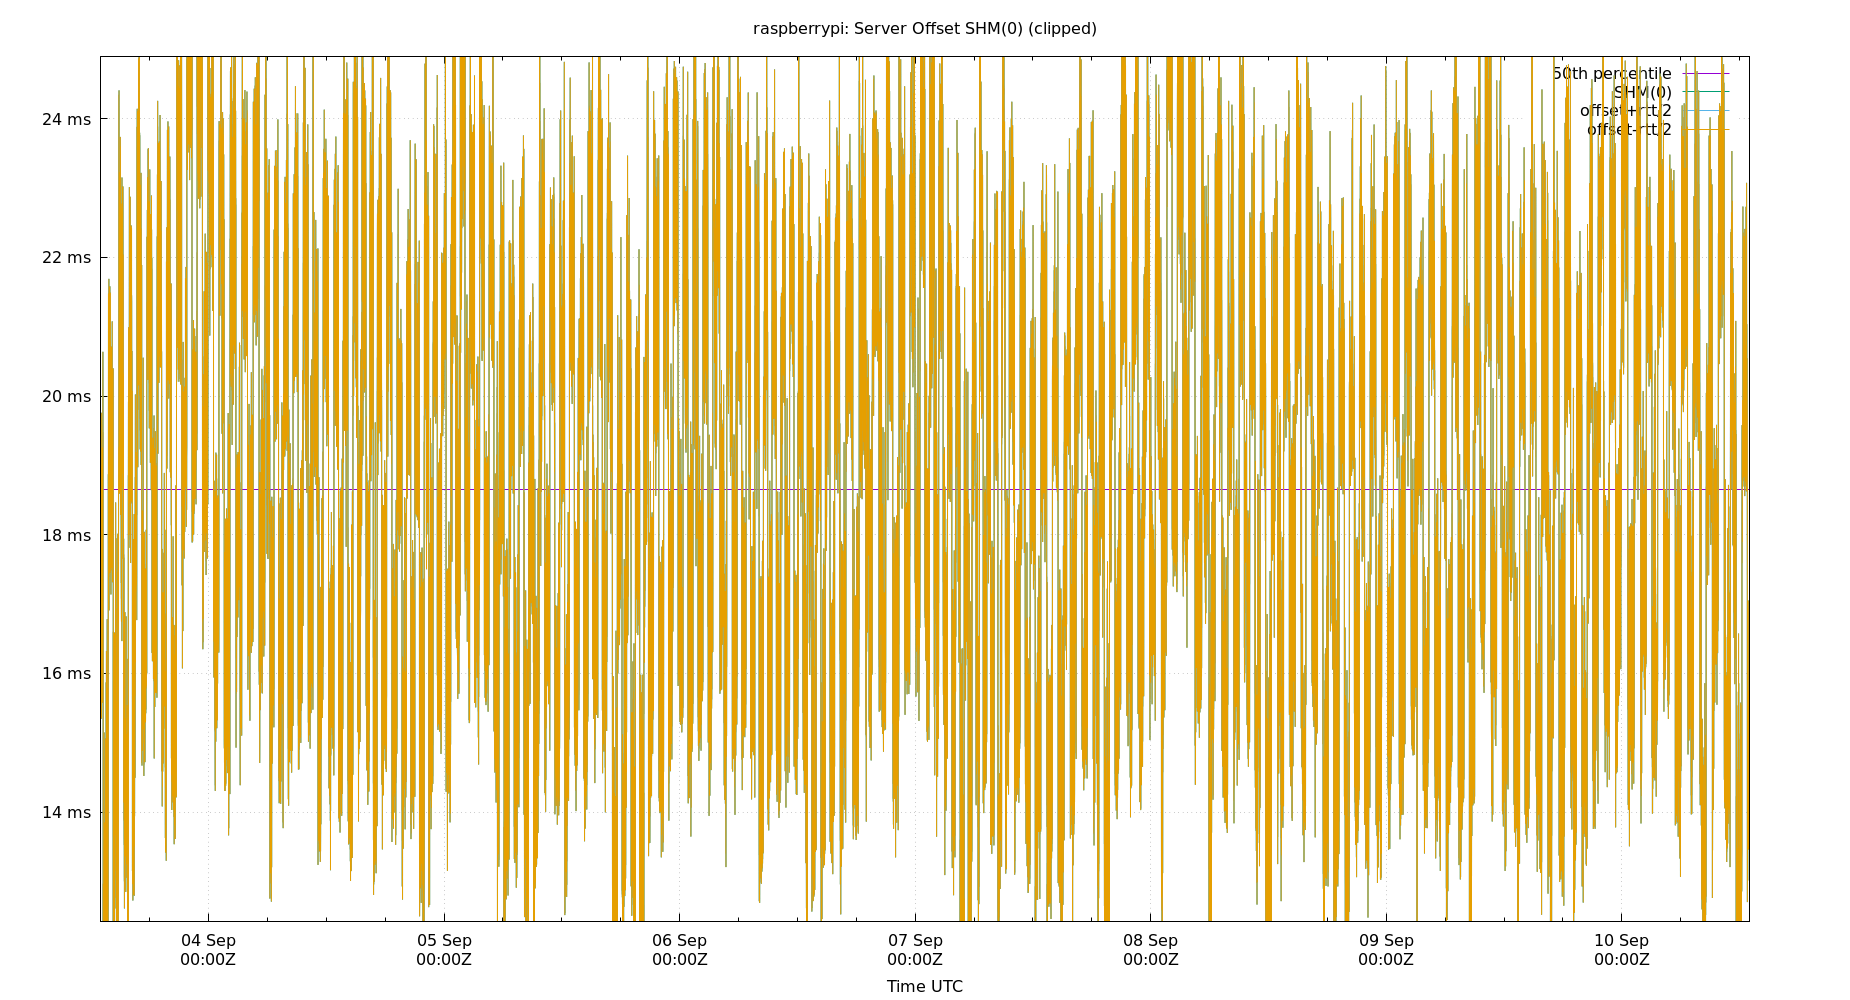 raspberrypi: Server Offset SHM(0) (clipped)
50th percentile
SHM(0)
offset+rtt/2
offset-rtt/2
24 ms
22 ms
20 ms
18 ms
16 ms
14 ms
04 Sep
00:00Z
05 Sep
00:00Z
06 Sep
00:00Z
07 Sep
00:00Z
08 Sep
00:00Z
09 Sep
00:00Z
10 Sep
00:00Z
Time UTC